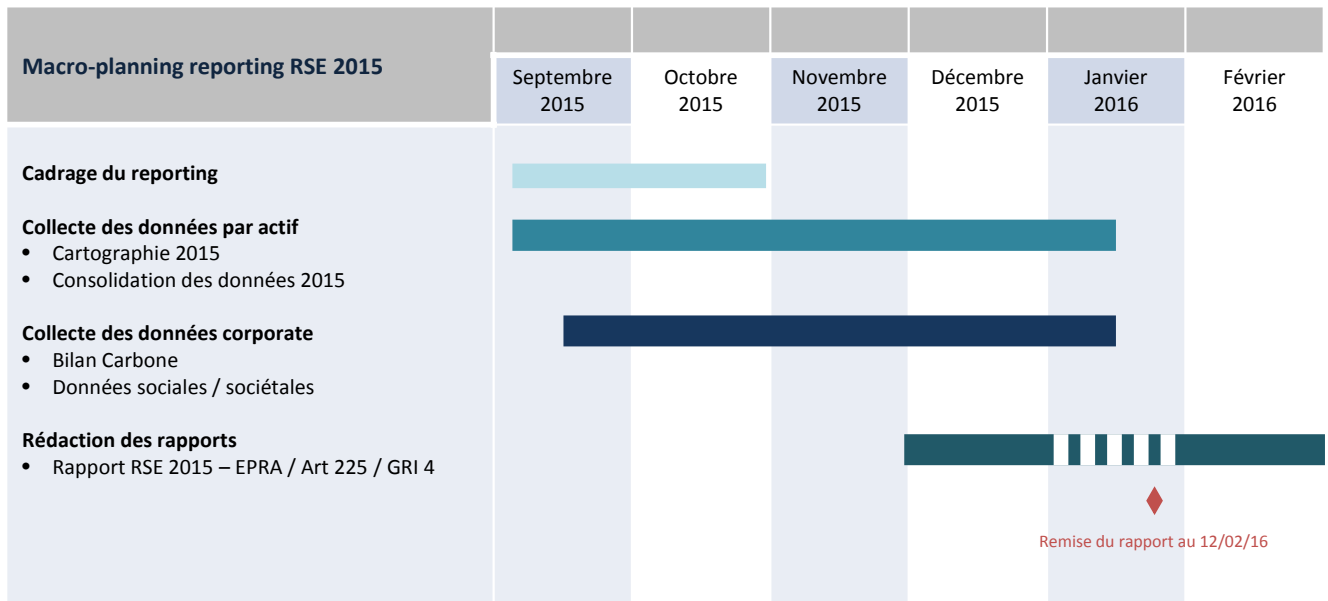 Macro-planning reporting RSE 2015
Septembre
2015
Octobre
2015
Novembre
2015
Décembre
2015
Janvier
2016
Février
2016
Cadrage du reporting
Collecte des données par actif
• Cartographie 2015
• Consolidation des données 2015
Collecte des données corporate
• Bilan Carbone
• Données sociales / sociétales
Rédaction des rapports
• Rapport RSE 2015 – EPRA / Art 225 / GRI 4
Remise du rapport au 12/02/16